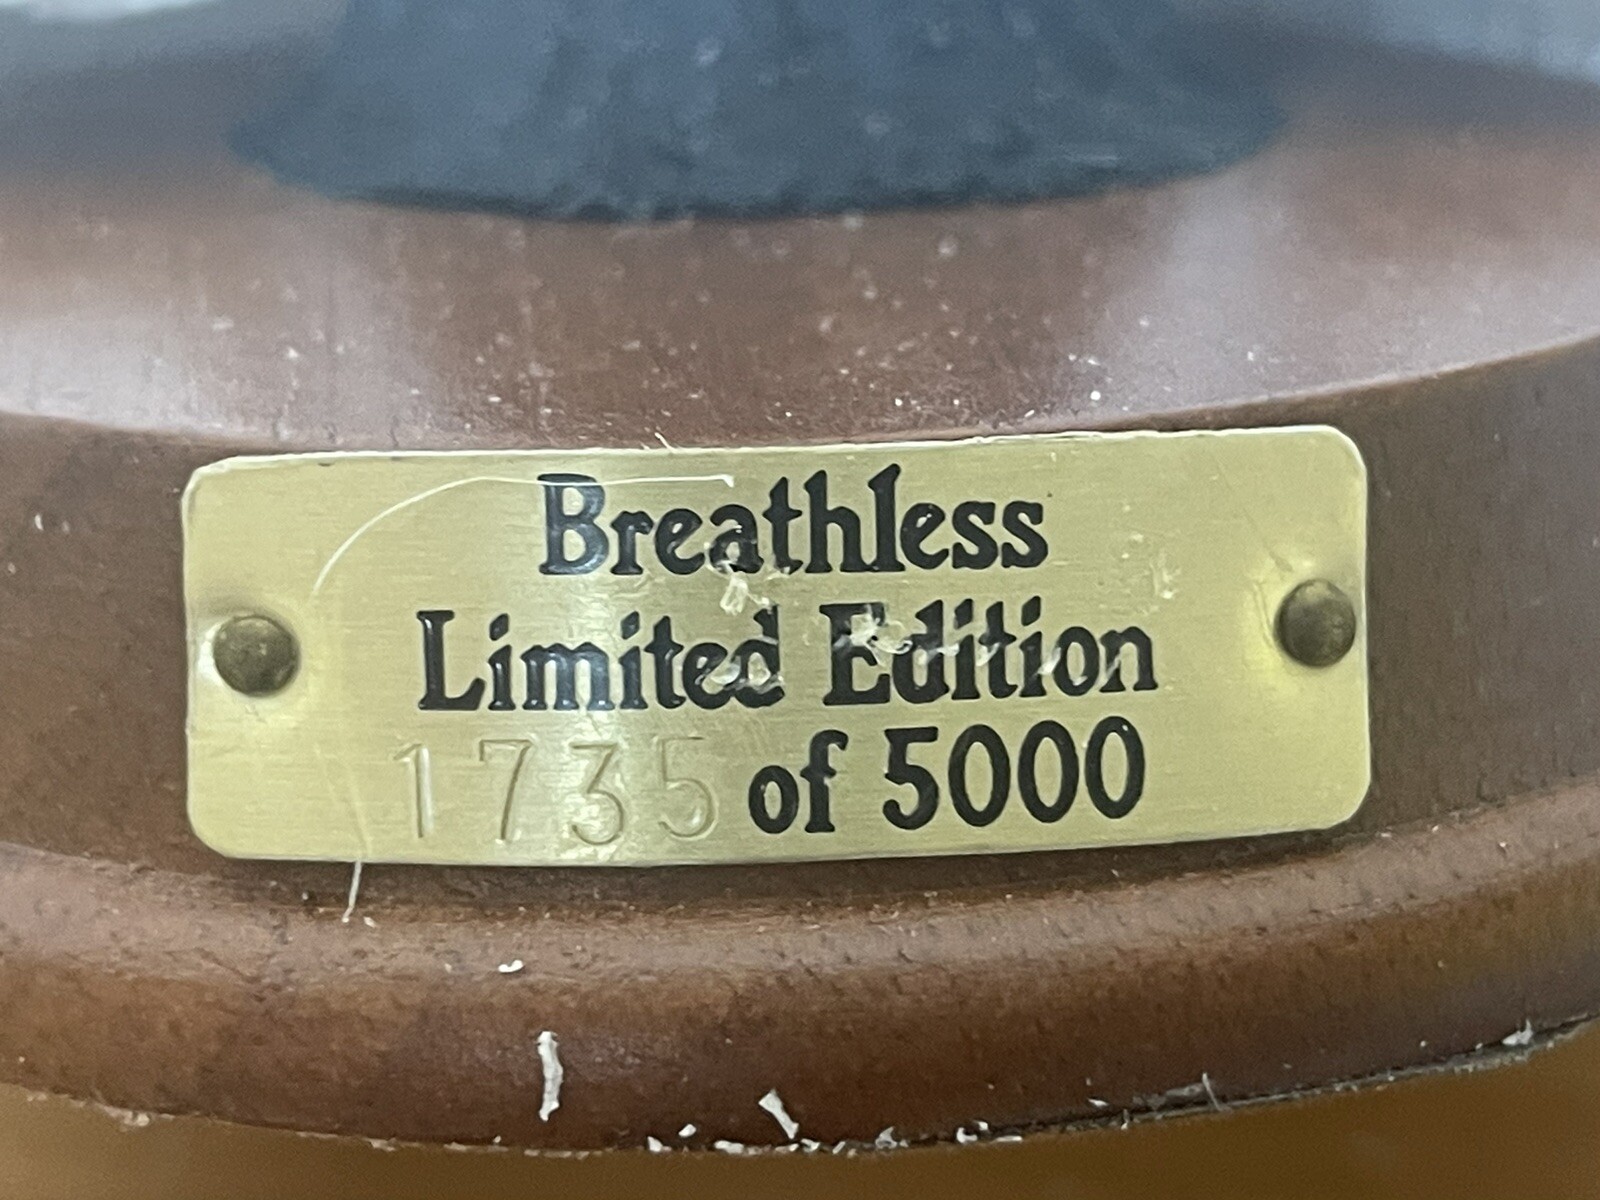 Breathless
Limited Edition
1735 of 5000